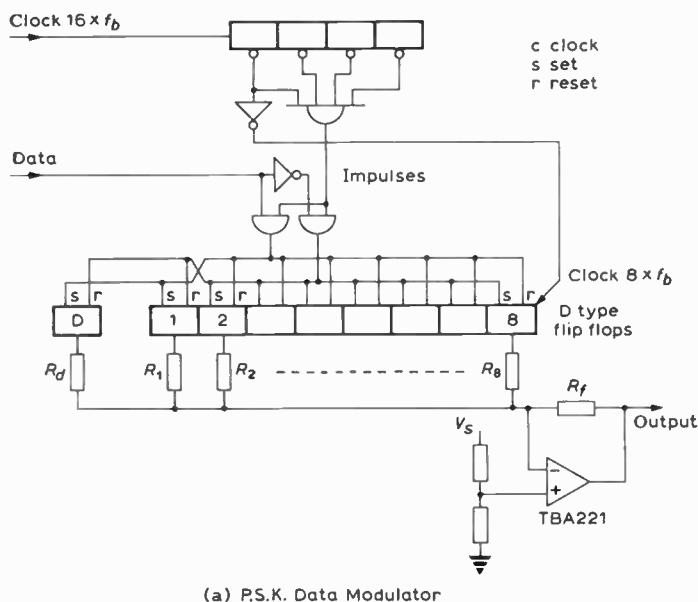 Clock 16 × f_b
c clock
s set
r reset
Data
Impulses
Clock 8 × f_b
s r s r s r s r
D 1 2 8
D type
flip flops
R_d R_1 R_2 R_8 R_f
Output
V_s
−
+
TBA221
(a) P.S.K. Data Modulator